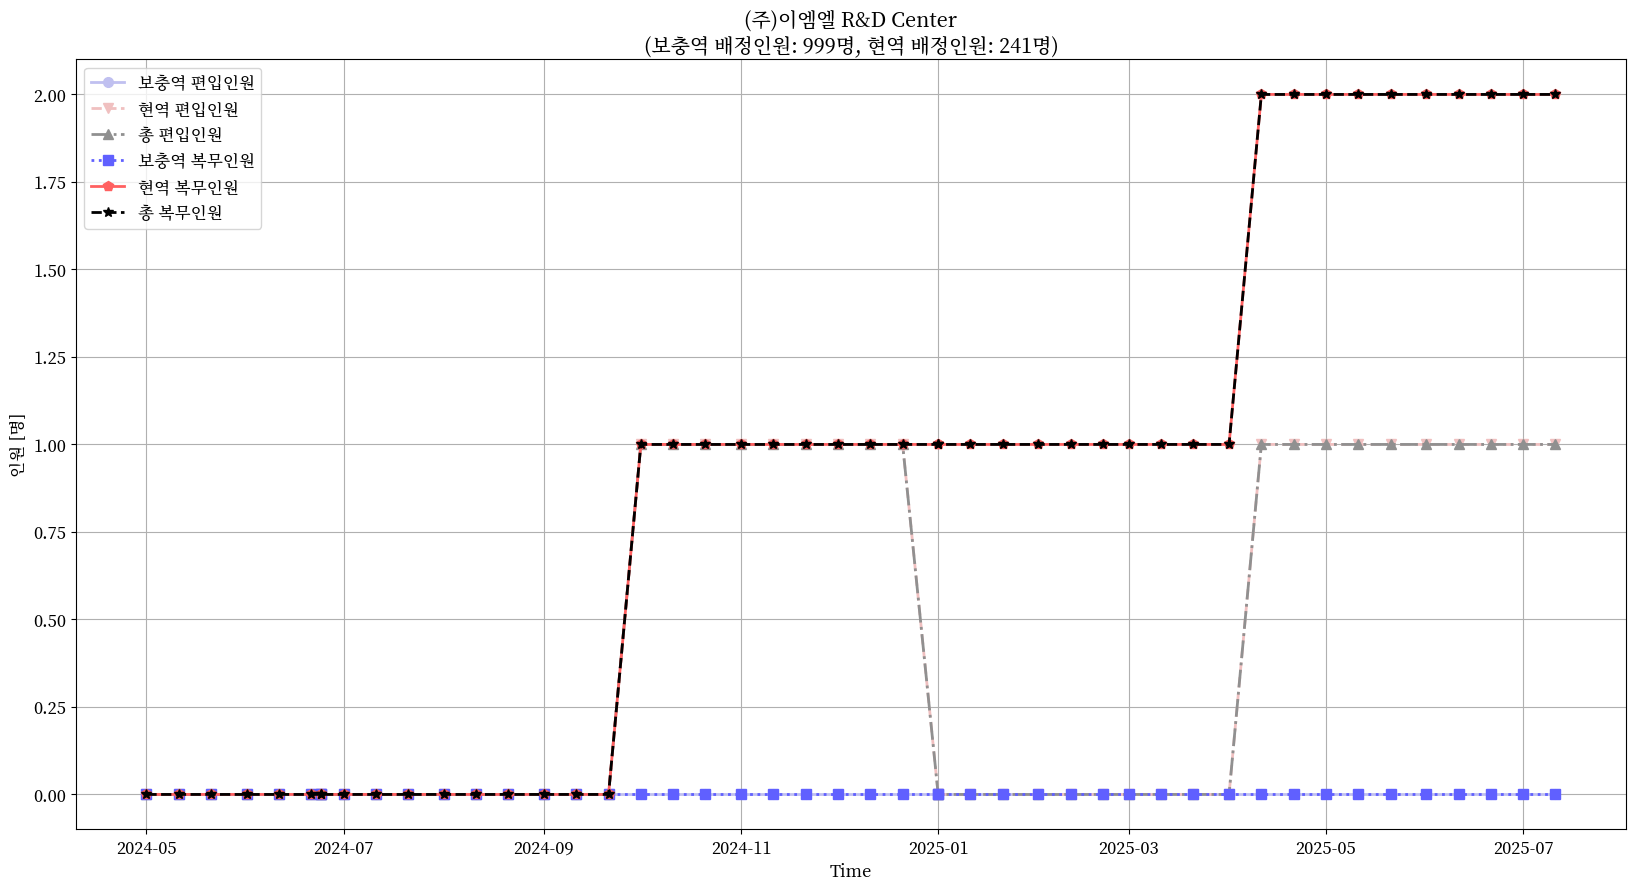 (주)이엠엘 R&D Center
(보충역 배정인원: 999명, 현역 배정인원: 241명)
보충역 편입인원
현역 편입인원
총 편입인원
보충역 복무인원
현역 복무인원
총 복무인원
인원 [명]
2.00
1.75
1.50
1.25
1.00
0.75
0.50
0.25
0.00
2024-05
2024-07
2024-09
2024-11
2025-01
2025-03
2025-05
2025-07
Time